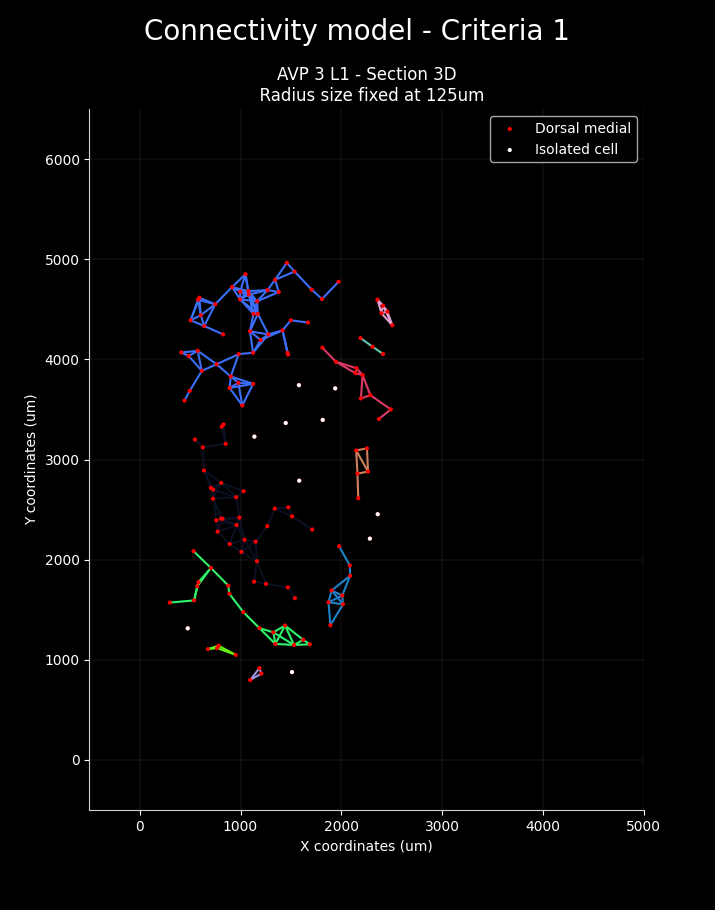 Connectivity model - Criteria 1
AVP 3 L1 - Section 3D
Radius size fixed at 125um
Dorsal medial
Isolated cell
6000
5000
4000
3000
2000
1000
0
Y coordinates (um)
0 1000 2000 3000 4000 5000
X coordinates (um)